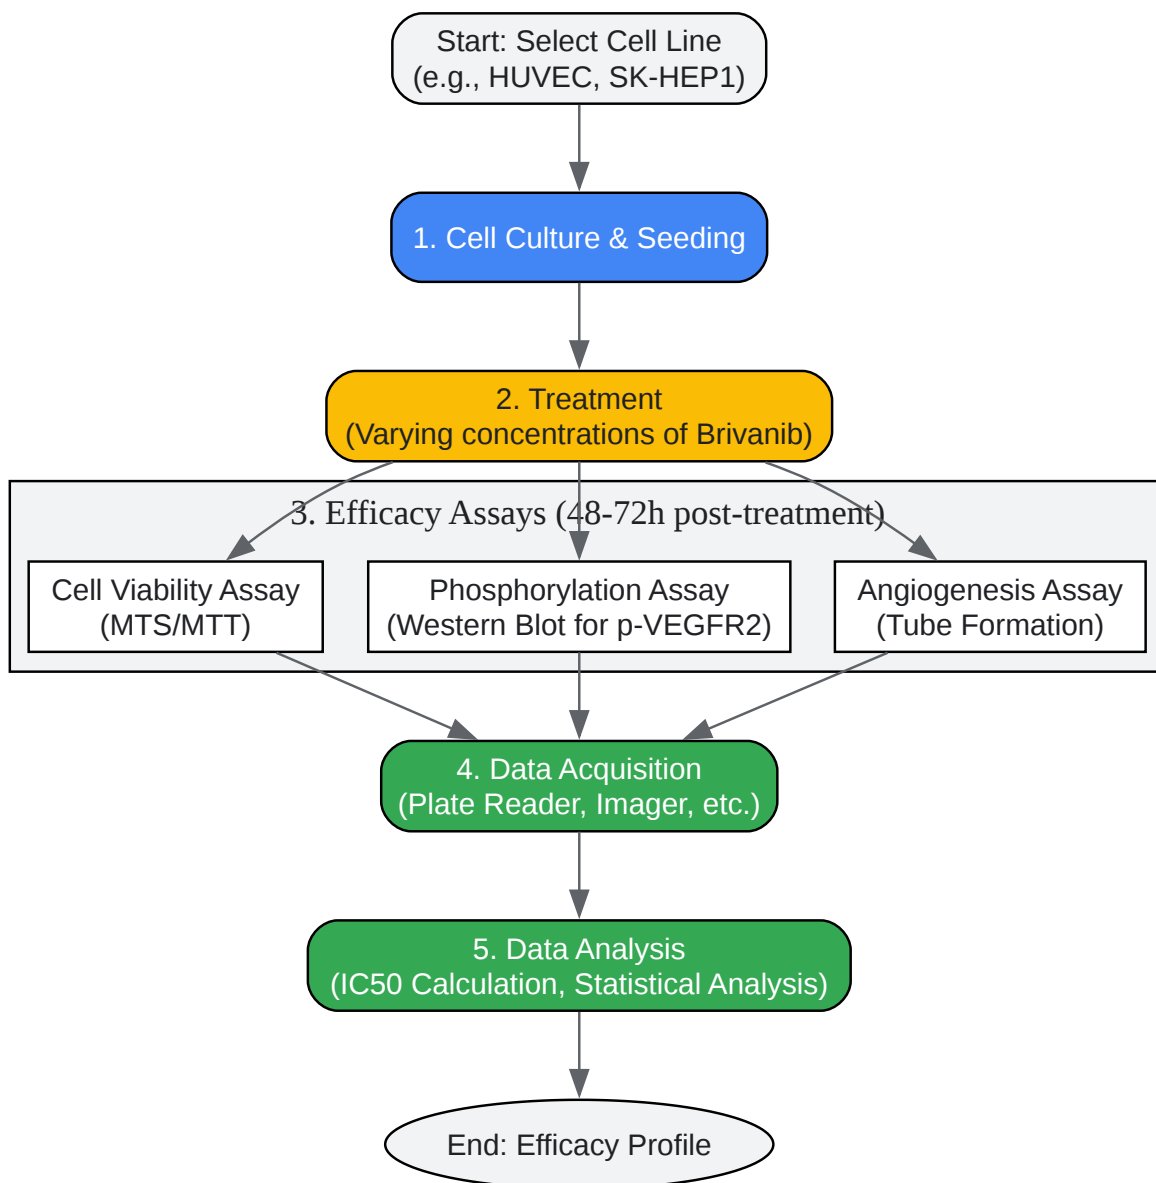 Start: Select Cell Line
(e.g., HUVEC, SK-HEP1)
1. Cell Culture & Seeding
2. Treatment
(Varying concentrations of Brivanib)
3. Efficacy Assays (48-72h post-treatment)
Cell Viability Assay
(MTS/MTT)
Phosphorylation Assay
(Western Blot for p-VEGFR2)
Angiogenesis Assay
(Tube Formation)
4. Data Acquisition
(Plate Reader, Imager, etc.)
5. Data Analysis
(IC50 Calculation, Statistical Analysis)
End: Efficacy Profile